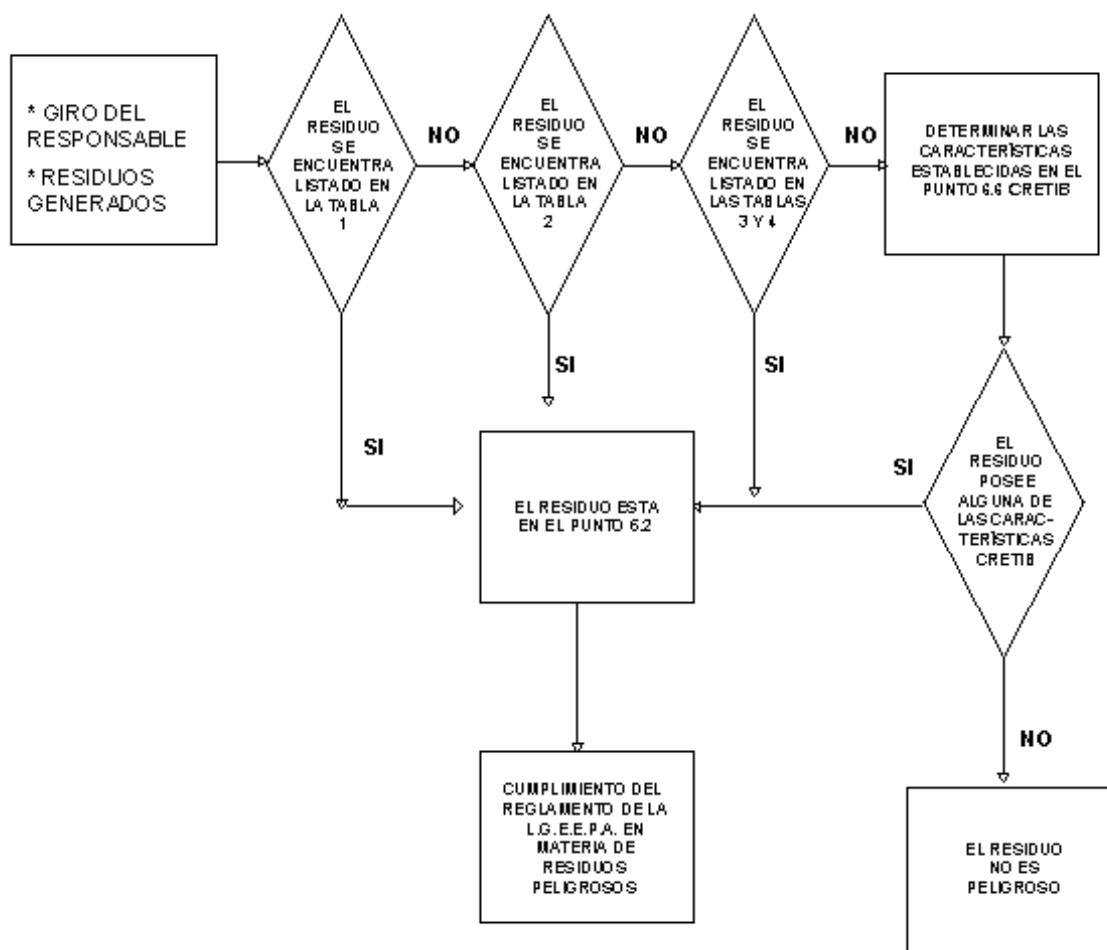 * GIRO DEL
RESPONSABLE
* RESIDUOS
GENERADOS
EL
RESIDUO
SE
ENCUENTRA
LISTADO EN
LA TABLA
1
NO
EL
RESIDUO
SE
ENCUENTRA
LISTADO EN
LA TABLA
2
NO
EL
RESIDUO
SE
ENCUENTRA
LISTADO EN
LAS TABLAS
3 Y 4
NO
DETERMINAR LAS
CARACTERÍSTICAS
ESTABLECIDAS EN EL
PUNTO 6.6 CRETIB
SI
SI
SI
SI
EL RESIDUO ESTA
EN EL PUNTO 6.2
EL
RESIDUO
POSEE
ALGUNA DE
LAS CARAC-
TERÍSTICAS
CRETIB
NO
CUMPLIMIENTO DEL
REGLAMENTO DE LA
L.G.E.E.P.A. EN
MATERIA DE
RESIDUOS
PELIGROSOS
EL RESIDUO
NO ES
PELIGROSO